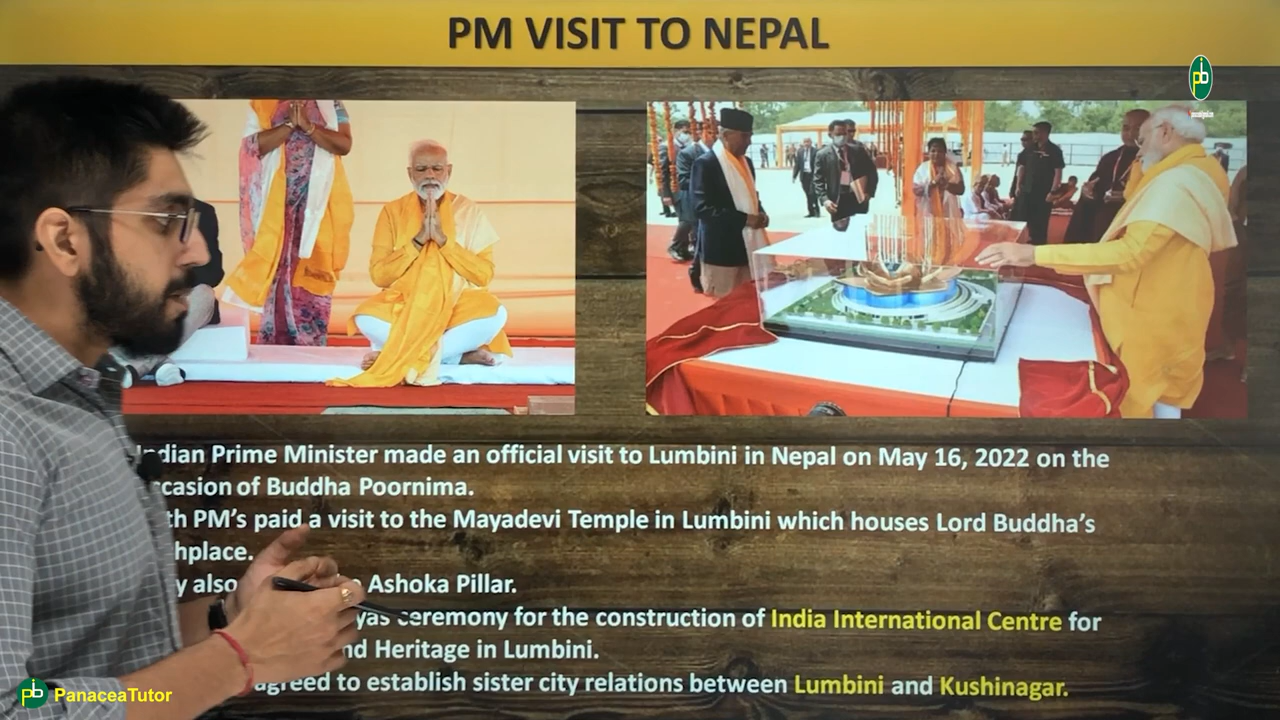 PM VISIT TO NEPAL
pb
Indian Prime Minister made an official visit to Lumbini in Nepal on May 16, 2022 on the
occasion of Buddha Poornima.
PM's paid a visit to the Mayadevi Temple in Lumbini which houses Lord Buddha's
hplace.
also Ashoka Pillar.
yas ceremony for the construction of India International Centre for
nd Heritage in Lumbini.
agreed to establish sister city relations between Lumbini and Kushinagar.
pb PanaceaTutor